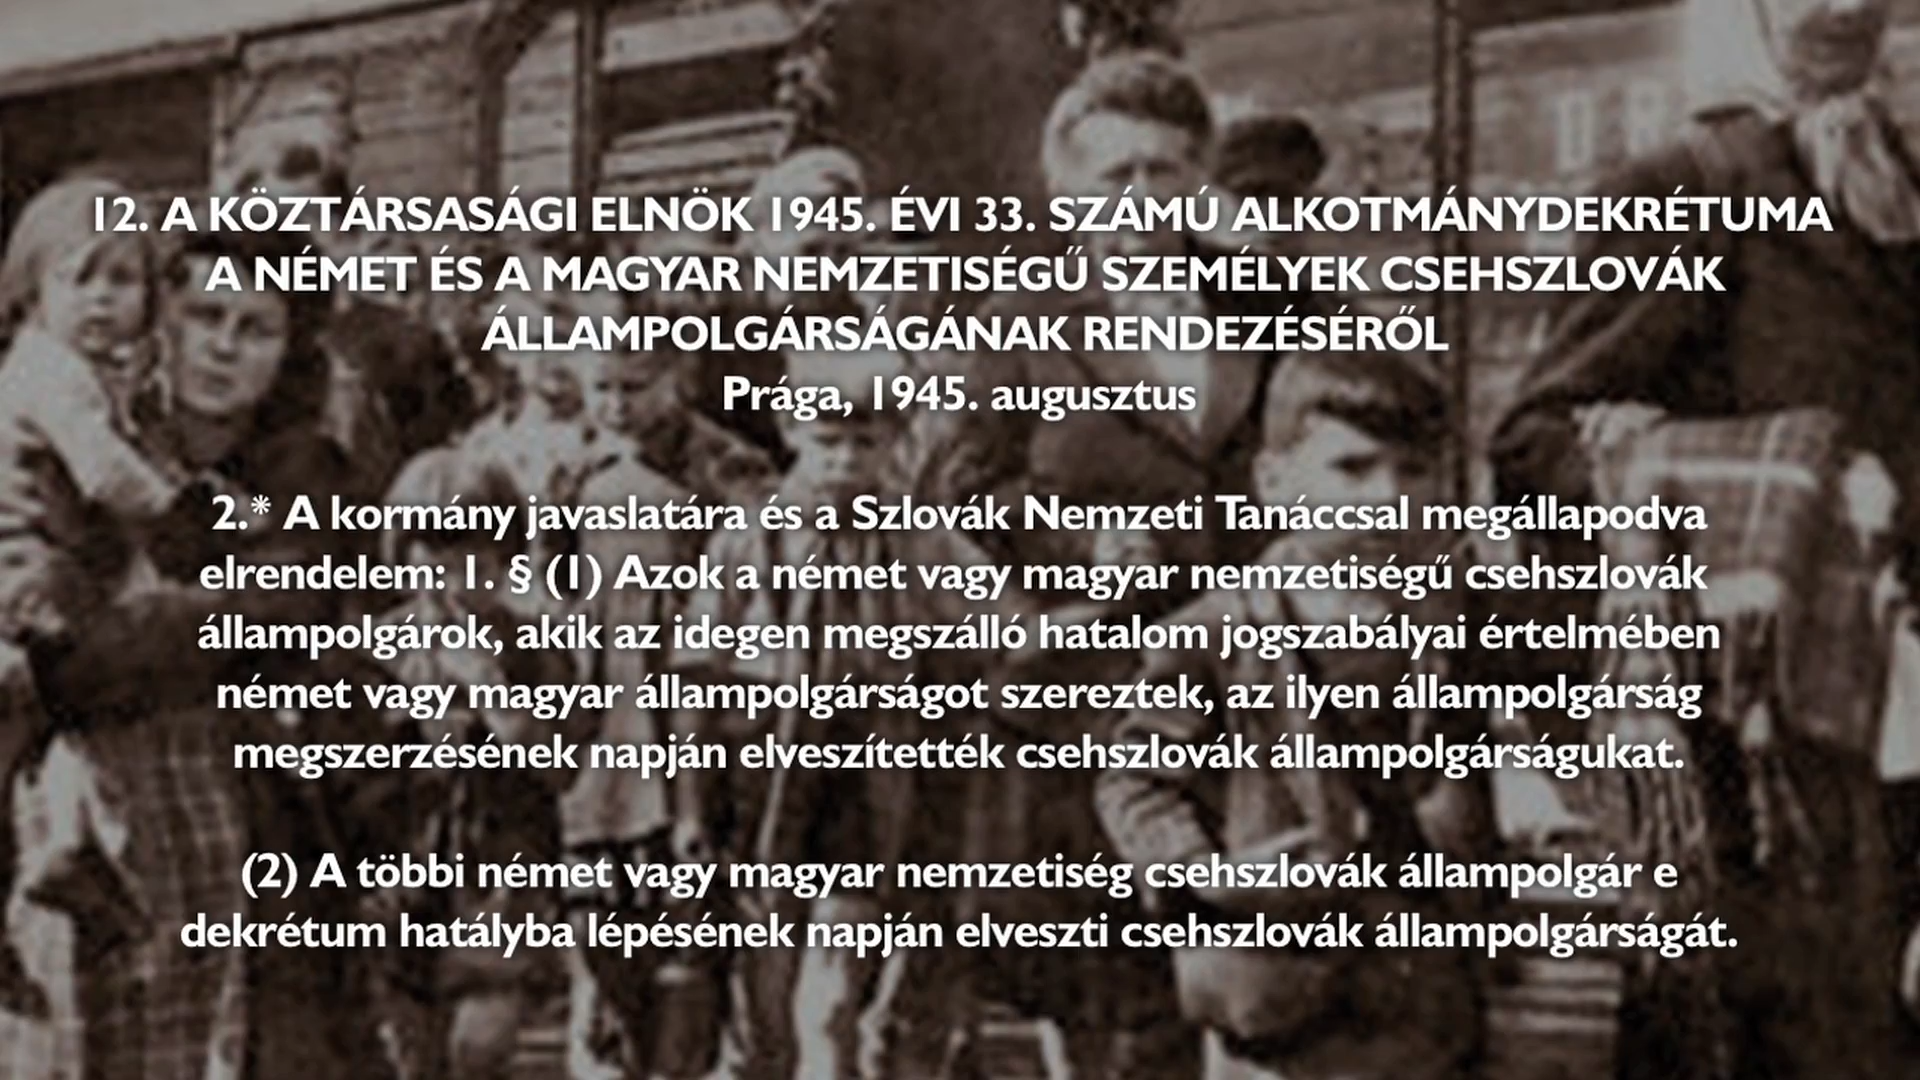 12. A KÖZTÁRSASÁGI ELNÖK 1945. ÉVI 33. SZÁMÚ ALKOTMÁNYDEKRÉTUMA
A NÉMET ÉS A MAGYAR NEMZETISÉGŰ SZEMÉLYEK CSEHSZLOVÁK
ÁLLAMPOLGÁRSÁGÁNAK RENDEZÉSÉRŐL
Prága, 1945. augusztus
2.* A kormány javaslatára és a Szlovák Nemzeti Tanáccsal megállapodva
elrendelem: 1. § (1) Azok a német vagy magyar nemzetiségű csehszlovák
állampolgárok, akik az idegen megszálló hatalom jogszabályai értelmében
német vagy magyar állampolgárságot szereztek, az ilyen állampolgárság
megszerzésének napján elveszítették csehszlovák állampolgárságukat.
(2) A többi német vagy magyar nemzetiség csehszlovák állampolgár e
dekrétum hatályba lépésének napján elveszti csehszlovák állampolgárságát.